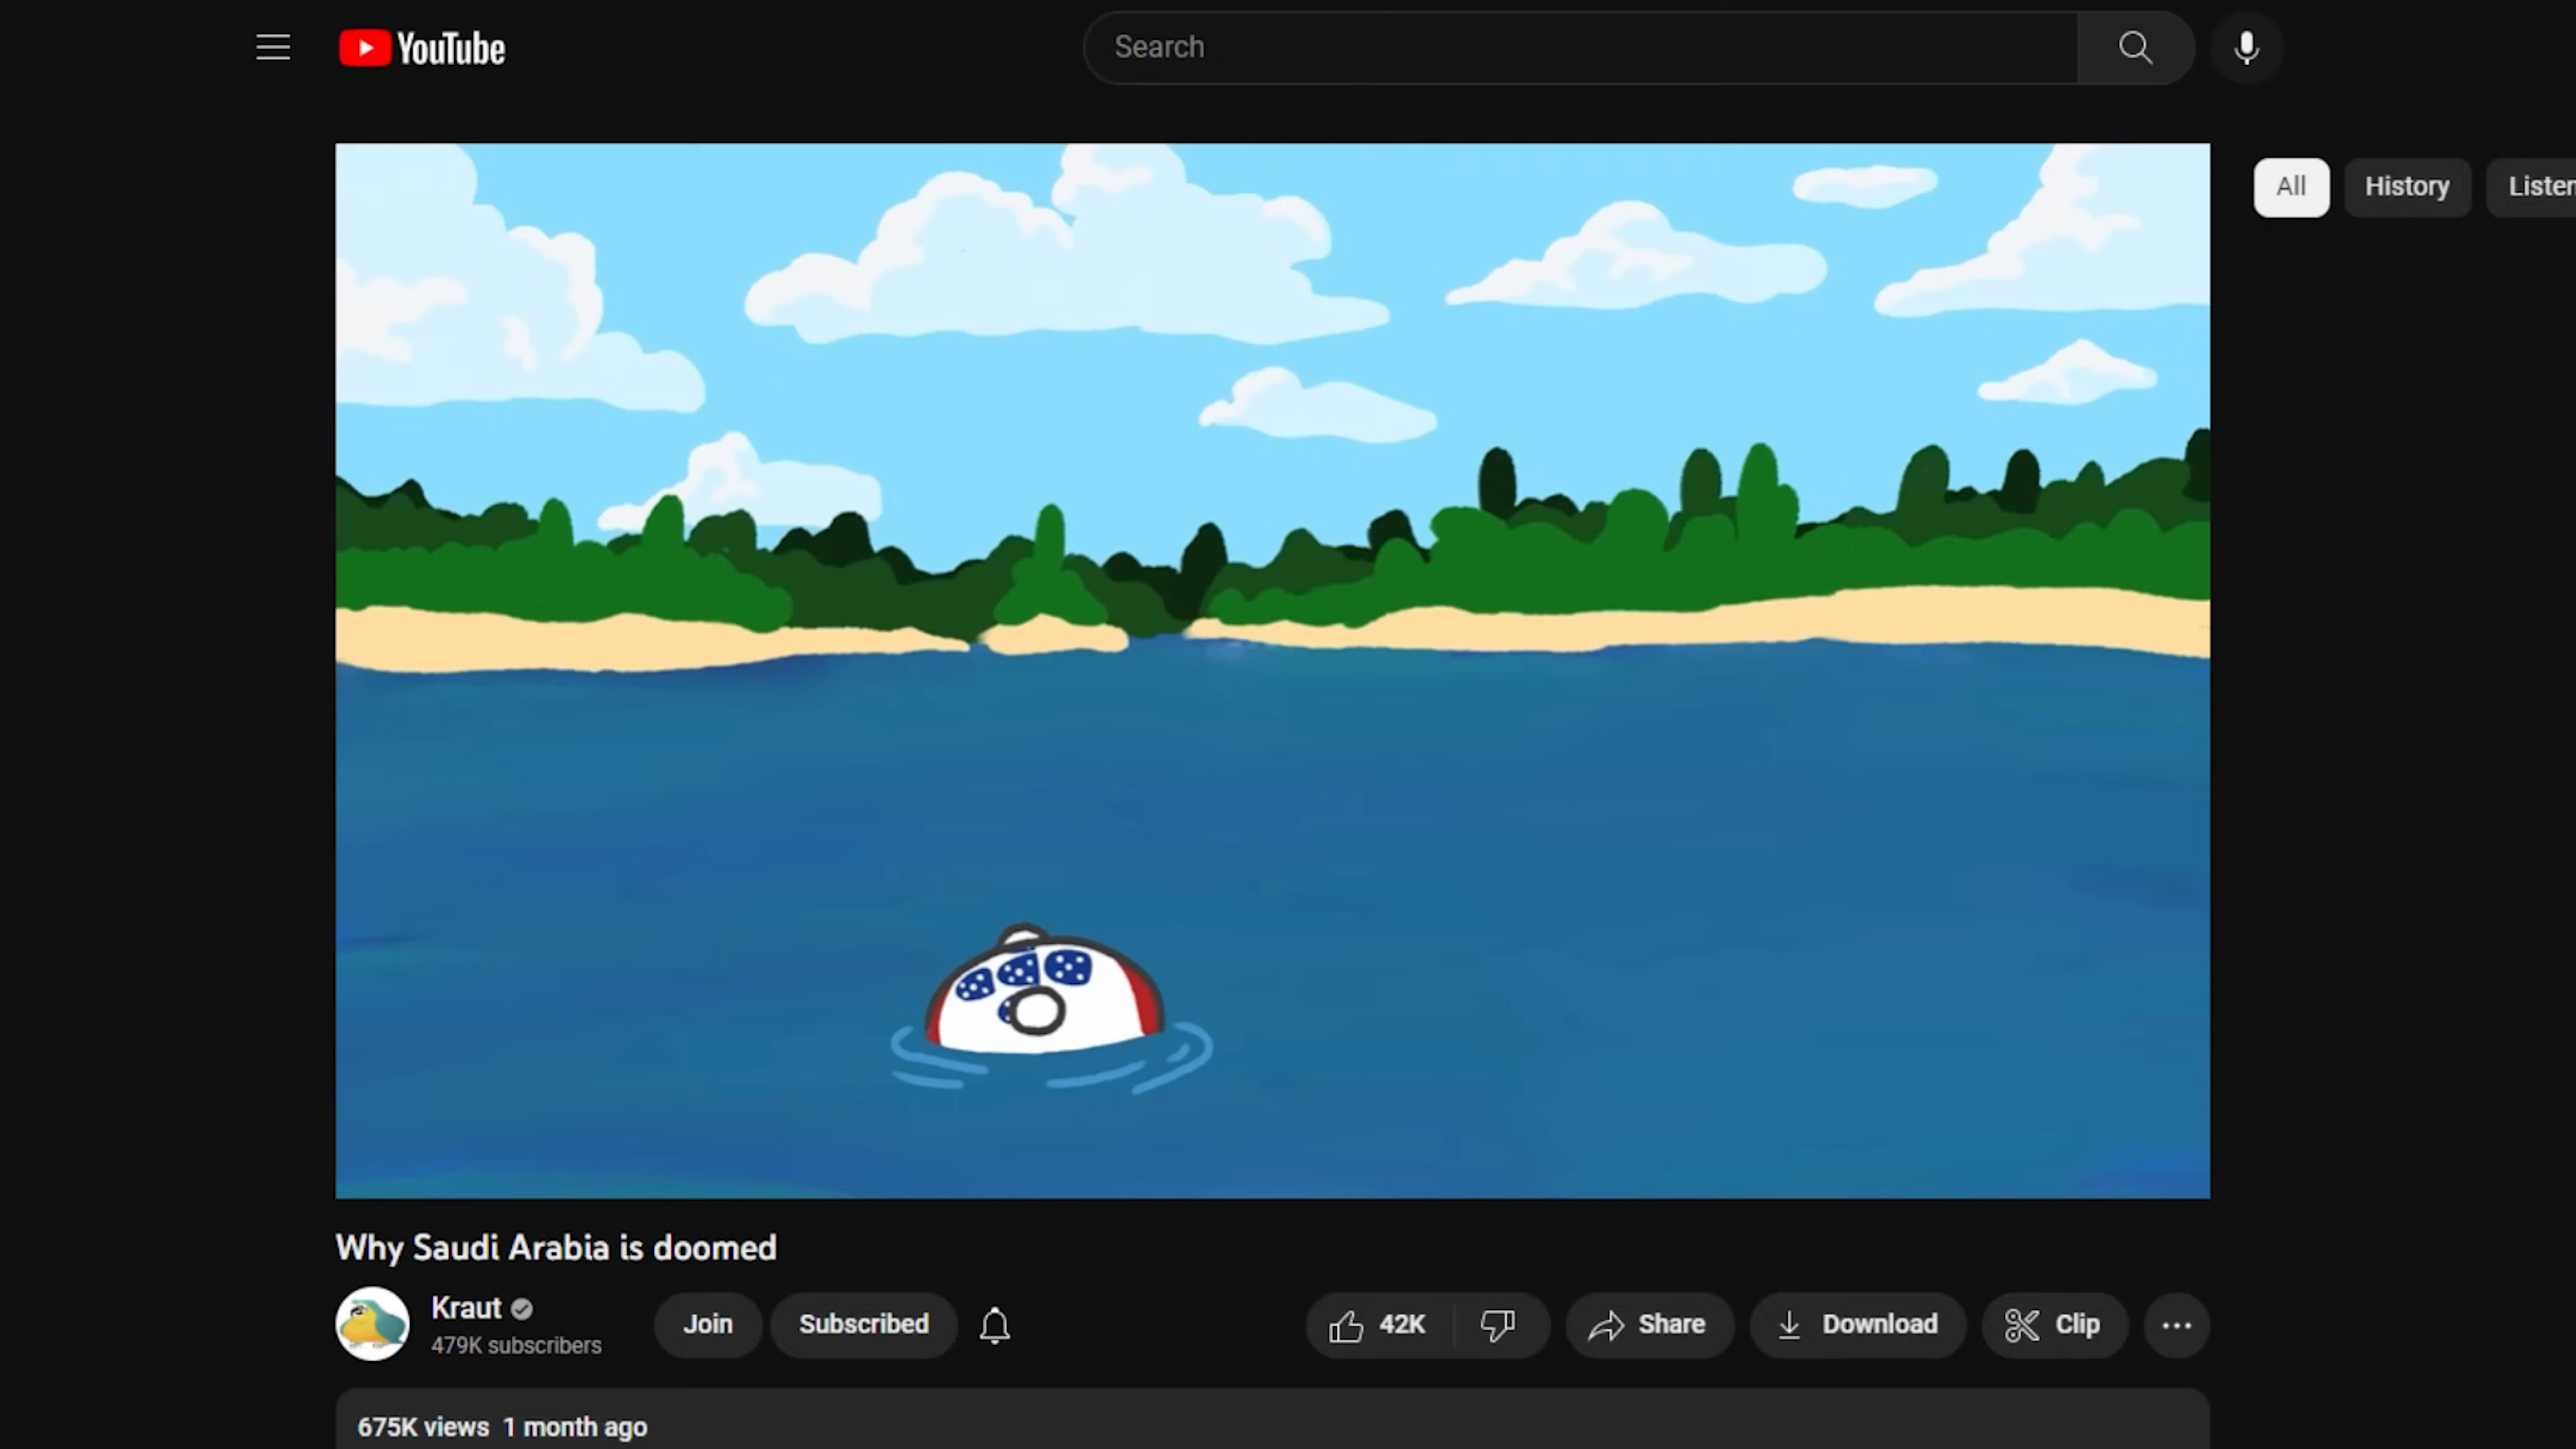 YouTube
Search
All
History
Listen
Why Saudi Arabia is doomed
Kraut
479K subscribers
Join
Subscribed
42K
Share
Download
Clip
675K views 1 month ago